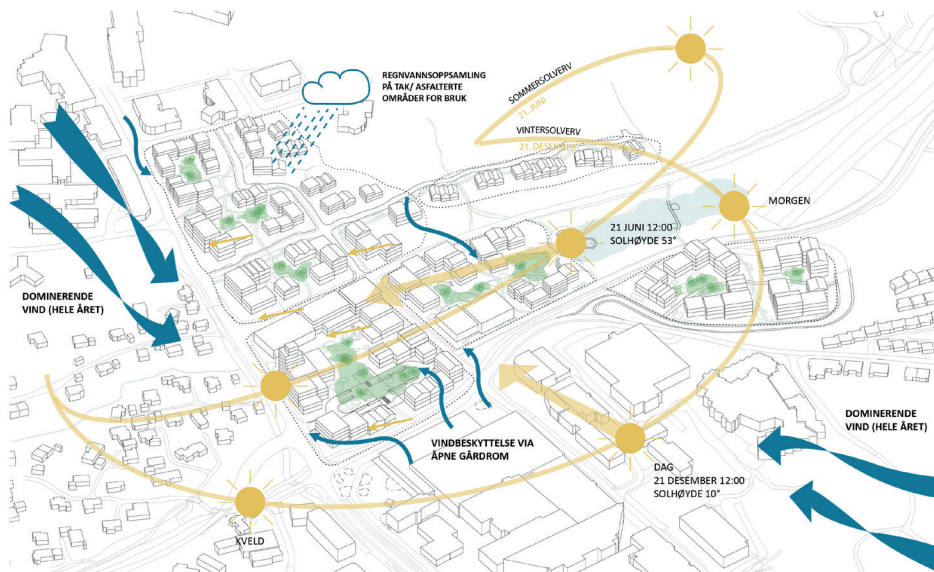 REGNVANNSOPPSAMLING
PÅ TAK/ ASFALTERTE
OMRÅDER FOR BRUK
SOMMERSOLVERV
21. JUNI
VINTERSOLVERV
21. DESEMBER
MORGEN
21 JUNI 12:00
SOLHØYDE 53°
DOMINERENDE
VIND (HELE ÅRET)
DOMINERENDE
VIND (HELE ÅRET)
VINDBESKYTTELSE VIA
ÅPNE GÅRDROM
DAG
21 DESEMBER 12:00
SOLHØYDE 10°
KVELD